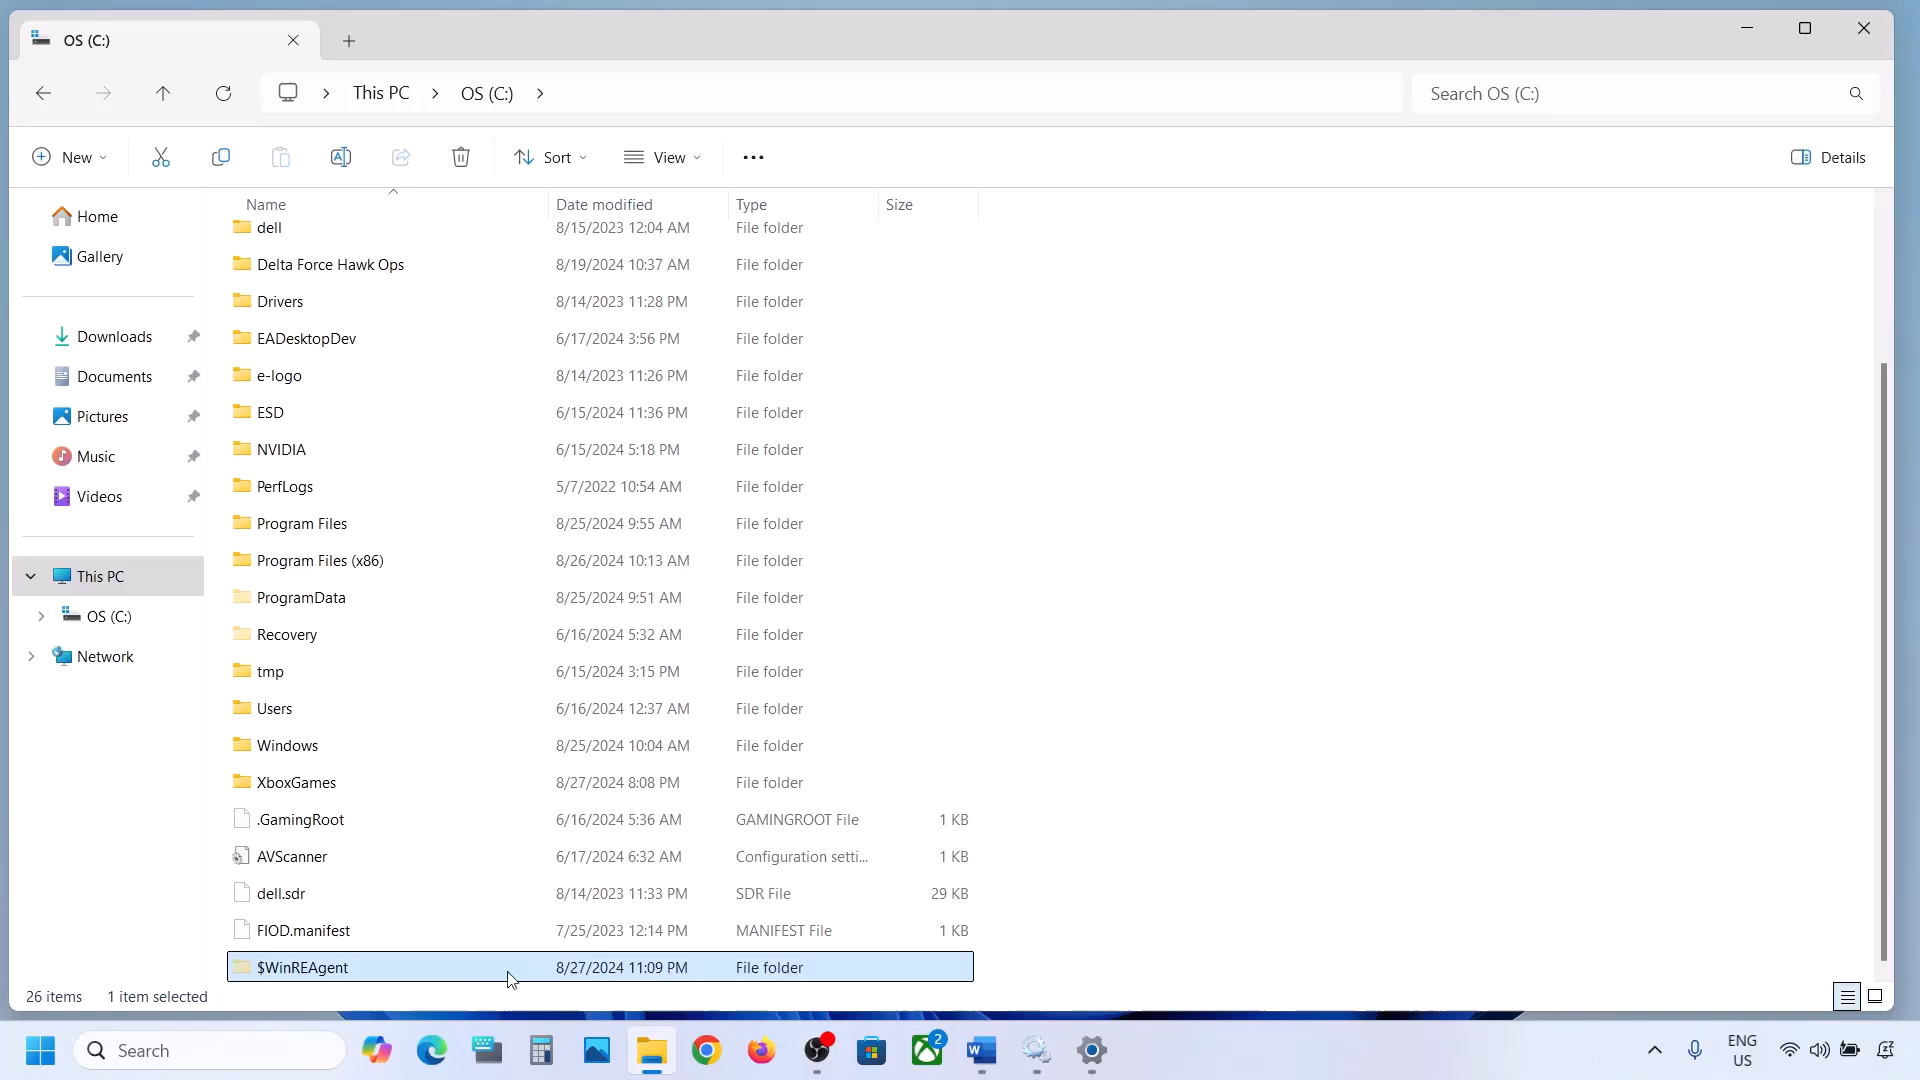 OS (C:)
This PC
OS (C:)
Search OS (C:)
New
Sort
View
Details
Name Date modified Type Size
Home
Gallery
Downloads
Documents
Pictures
Music
Videos
This PC
OS (C:)
Network
dell 8/15/2023 12:04 AM File folder
Delta Force Hawk Ops 8/19/2024 10:37 AM File folder
Drivers 8/14/2023 11:28 PM File folder
EADesktopDev 6/17/2024 3:56 PM File folder
e-logo 8/14/2023 11:26 PM File folder
ESD 6/15/2024 11:36 PM File folder
NVIDIA 6/15/2024 5:18 PM File folder
PerfLogs 5/7/2022 10:54 AM File folder
Program Files 8/25/2024 9:55 AM File folder
Program Files (x86) 8/26/2024 10:13 AM File folder
ProgramData 8/25/2024 9:51 AM File folder
Recovery 6/16/2024 5:32 AM File folder
tmp 6/15/2024 3:15 PM File folder
Users 6/16/2024 12:37 AM File folder
Windows 8/25/2024 10:04 AM File folder
XboxGames 8/27/2024 8:08 PM File folder
.GamingRoot 6/16/2024 5:36 AM GAMINGROOT File 1 KB
AVScanner 6/17/2024 6:32 AM Configuration setti... 1 KB
dell.sdr 8/14/2023 11:33 PM SDR File 29 KB
FIOD.manifest 7/25/2023 12:14 PM MANIFEST File 1 KB
$WinREAgent 8/27/2024 11:09 PM File folder
26 items 1 item selected
Search
2
ENG
US